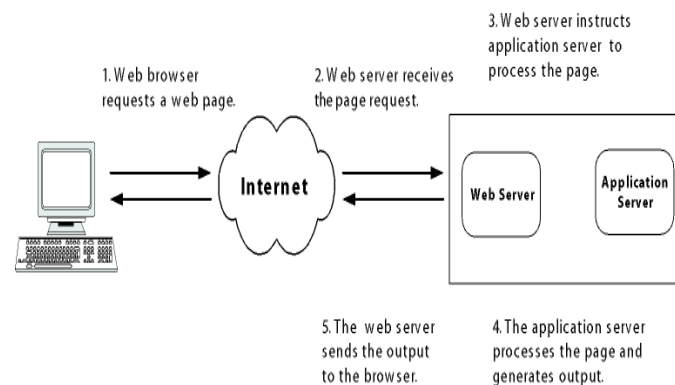 1. Web browser
requests a web page.
2. Web server receives
the page request.
3. Web server instructs
application server to
process the page.
Internet
Web Server
Application
Server
4. The application server
processes the page and
generates output.
5. The web server
sends the output
to the browser.